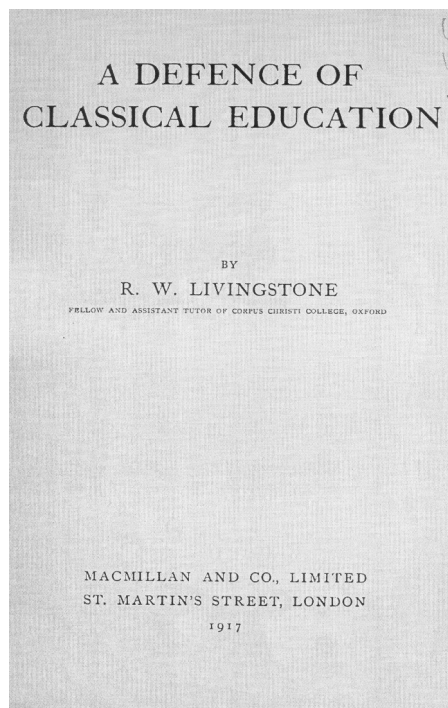 A DEFENCE OF
CLASSICAL EDUCATION
BY
R. W. LIVINGSTONE
FELLOW AND ASSISTANT TUTOR OF CORPUS CHRISTI COLLEGE, OXFORD
MACMILLAN AND CO., LIMITED
ST. MARTIN'S STREET, LONDON
1917